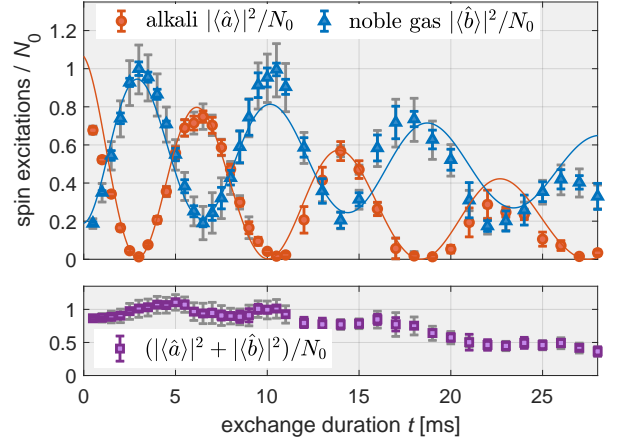 alkali |⟨â⟩|²/N₀ noble gas |⟨b̂⟩|²/N₀
spin excitations / N₀
1.2
1
0.8
0.6
0.4
0.2
0
1
0.5
0
(|⟨â⟩|² + |⟨b̂⟩|²)/N₀
0 5 10 15 20 25
exchange duration t [ms]